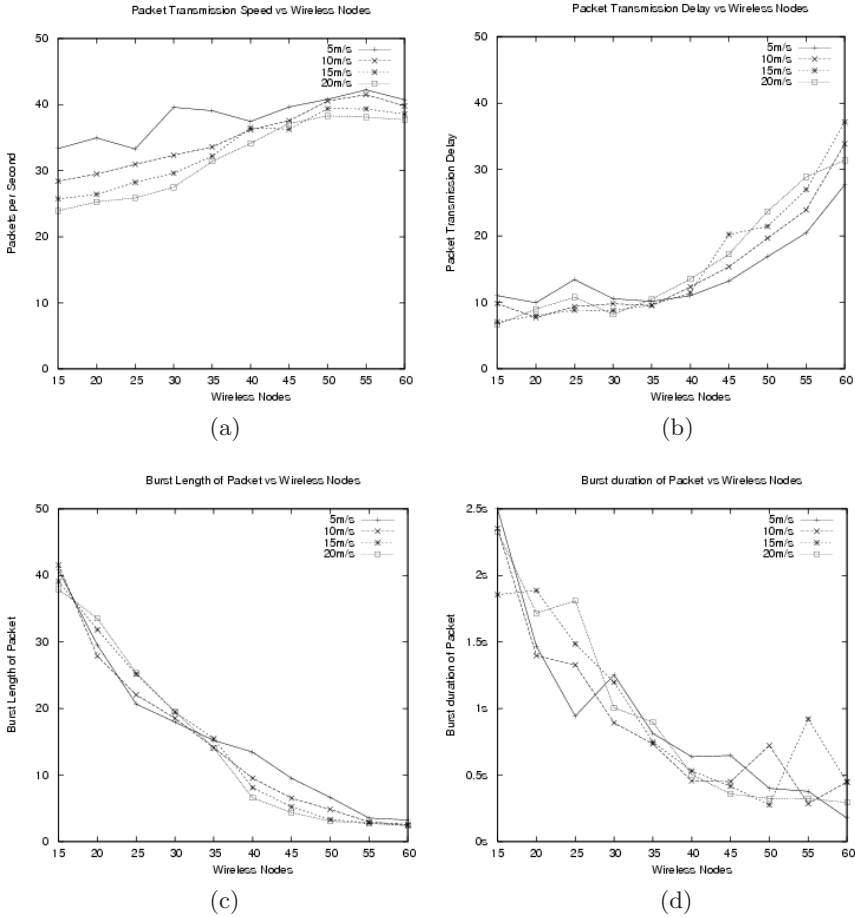 Packet Transmission Speed vs Wireless Nodes
50
40
30
20
10
0
Packets per Second
5m/s
10m/s
15m/s
20m/s
15 20 25 30 35 40 45 50 55 60
Wireless Nodes
(a)
Packet Transmission Delay vs Wireless Nodes
50
40
30
20
10
0
Packet Transmission Delay
5m/s
10m/s
15m/s
20m/s
15 20 25 30 35 40 45 50 55 60
Wireless Nodes
(b)
Burst Length of Packet vs Wireless Nodes
50
40
30
20
10
0
Burst Length of Packet
5m/s
10m/s
15m/s
20m/s
15 20 25 30 35 40 45 50 55 60
Wireless Nodes
(c)
Burst duration of Packet vs Wireless Nodes
2.5s
2s
1.5s
1s
0.5s
0s
Burst duration of Packet
5m/s
10m/s
15m/s
20m/s
15 20 25 30 35 40 45 50 55 60
Wireless Nodes
(d)